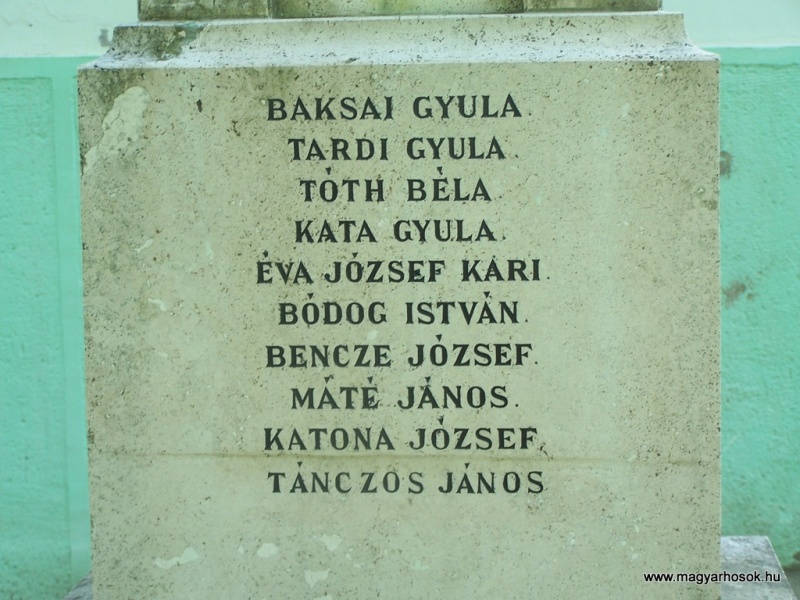 BAKSAI GYULA.
TARDI GYULA.
TÓTH BÉLA.
KATA GYULA.
ÉVA JÓZSEF KÁRI.
BÓDOG ISTVÁN.
BENCZE JÓZSEF.
MÁTÉ JÁNOS.
KATONA JÓZSEF.
TÁNCZOS JÁNOS
www.magyarhosok.hu